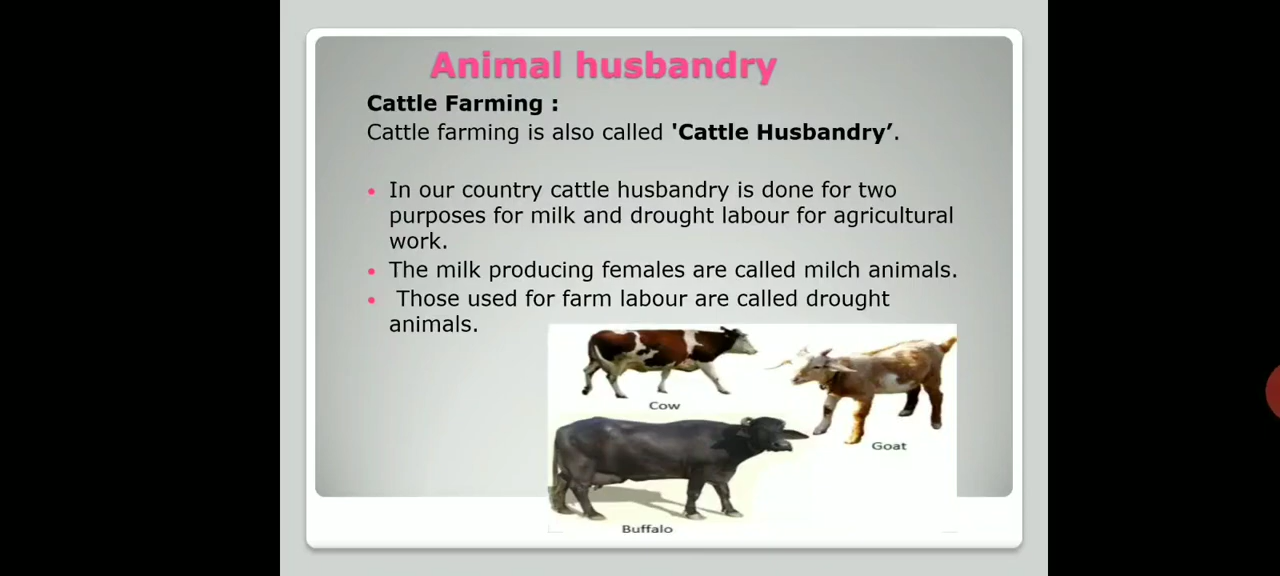 Animal husbandry
Cattle Farming :
Cattle farming is also called 'Cattle Husbandry’.
In our country cattle husbandry is done for two
purposes for milk and drought labour for agricultural
work.
The milk producing females are called milch animals.
Those used for farm labour are called drought
animals.
Cow
Goat
Buffalo